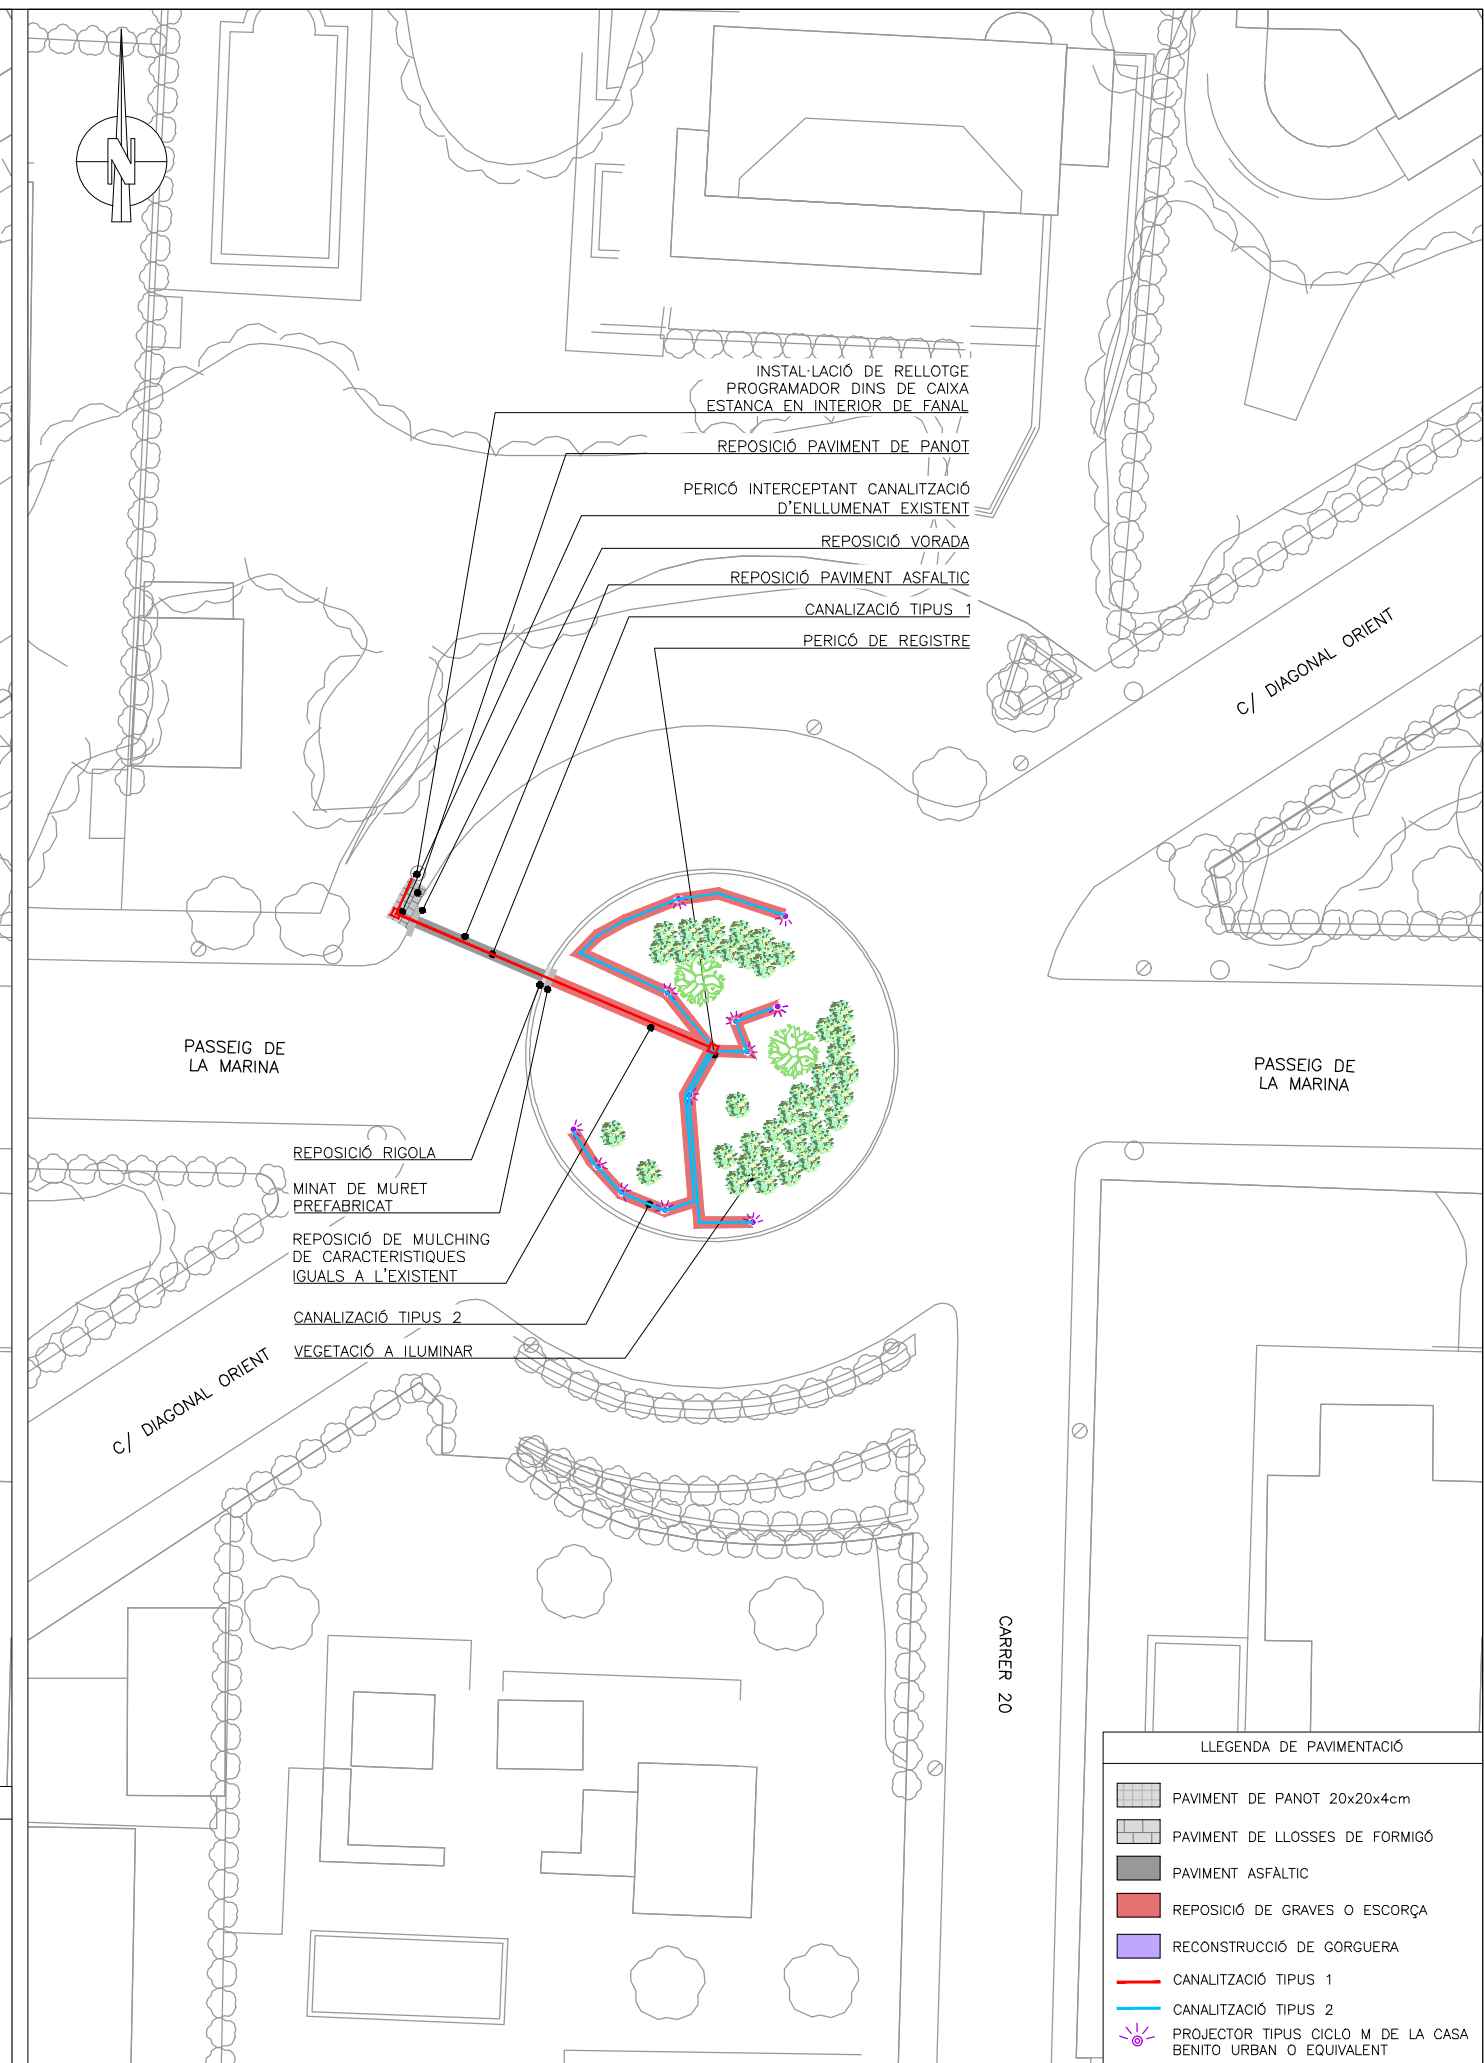 N
INSTAL·LACIÓ DE RELLOTGE
PROGRAMADOR DINS DE CAIXA
ESTANCA EN INTERIOR DE FANAL
REPOSICIÓ PAVIMENT DE PANOT
PERICÓ INTERCEPTANT CANALITZACIÓ
D'ENLLUMENAT EXISTENT
REPOSICIÓ VORADA
REPOSICIÓ PAVIMENT ASFALTIC
CANALIZACIÓ TIPUS 1
PERICÓ DE REGISTRE
C/ DIAGONAL ORIENT
PASSEIG DE
LA MARINA
PASSEIG DE
LA MARINA
REPOSICIÓ RIGOLA
MINAT DE MURET
PREFABRICAT
REPOSICIÓ DE MULCHING
DE CARACTERISTIQUES
IGUALS A L'EXISTENT
CANALIZACIÓ TIPUS 2
VEGETACIÓ A ILUMINAR
C/ DIAGONAL ORIENT
CARRER 20
LLEGENDA DE PAVIMENTACIÓ
PAVIMENT DE PANOT 20x20x4cm
PAVIMENT DE LLOSSES DE FORMIGÓ
PAVIMENT ASFÀLTIC
REPOSICIÓ DE GRAVES O ESCORÇA
RECONSTRUCCIÓ DE GORGUERA
CANALITZACIÓ TIPUS 1
CANALITZACIÓ TIPUS 2
PROJECTOR TIPUS CICLO M DE LA CASA
BENITO URBAN O EQUIVALENT